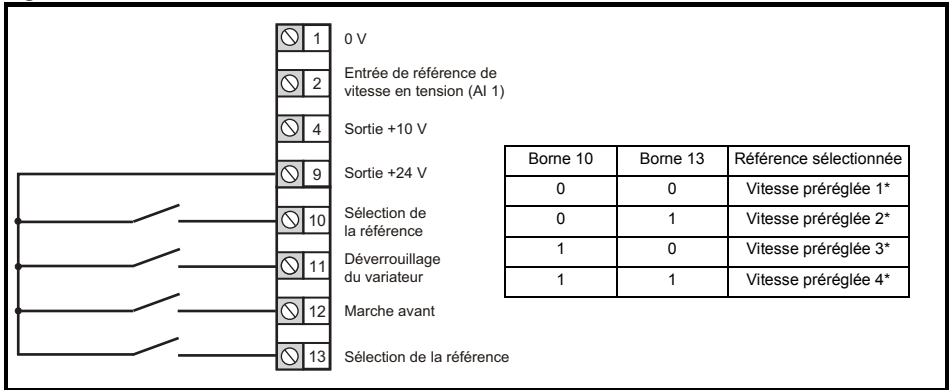 1 0 V
2 Entrée de référence de
vitesse en tension (AI 1)
4 Sortie +10 V
9 Sortie +24 V
10 Sélection de
la référence
11 Déverrouillage
du variateur
12 Marche avant
13 Sélection de la référence
Borne 10 Borne 13 Référence sélectionnée
0 0 Vitesse préréglée 1*
0 1 Vitesse préréglée 2*
1 0 Vitesse préréglée 3*
1 1 Vitesse préréglée 4*